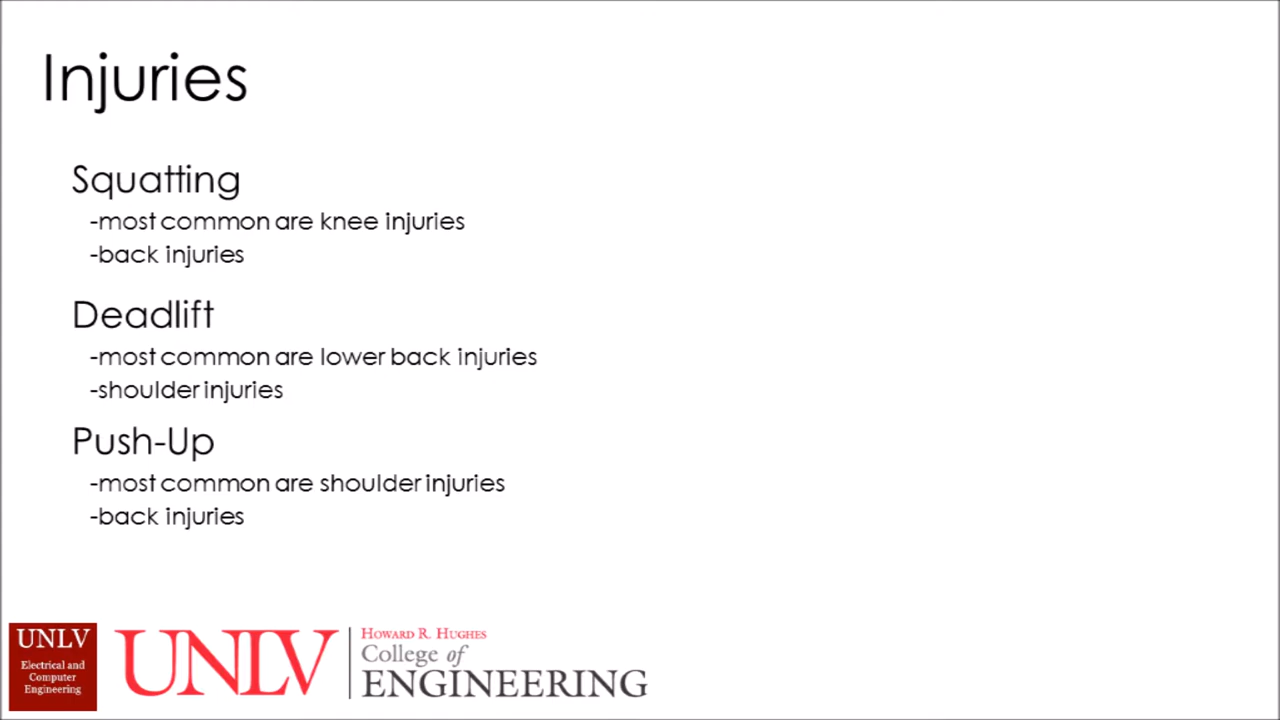 Injuries
Squatting
-most common are knee injuries
-back injuries
Deadlift
-most common are lower back injuries
-shoulder injuries
Push-Up
-most common are shoulder injuries
-back injuries
UNLV
Electrical and
Computer
Engineering
UNLV
Howard R. Hughes
College of
ENGINEERING